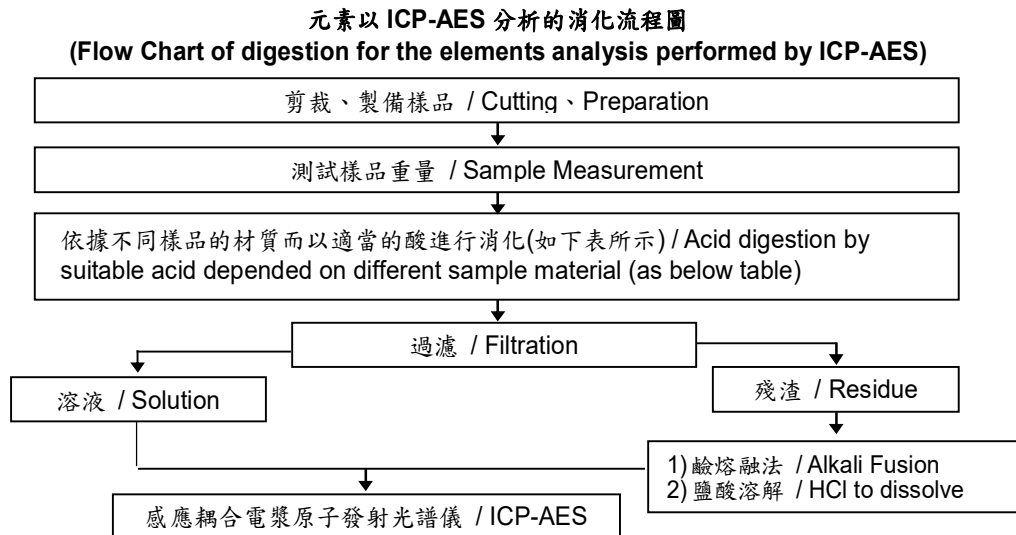 元素以 ICP-AES 分析的消化流程圖
(Flow Chart of digestion for the elements analysis performed by ICP-AES)
剪裁、製備樣品 / Cutting、Preparation
測試樣品重量 / Sample Measurement
依據不同樣品的材質而以適當的酸進行消化(如下表所示) / Acid digestion by
suitable acid depended on different sample material (as below table)
過濾 / Filtration
溶液 / Solution
殘渣 / Residue
1) 鹼熔融法 / Alkali Fusion
2) 鹽酸溶解 / HCl to dissolve
感應耦合電漿原子發射光譜儀 / ICP-AES